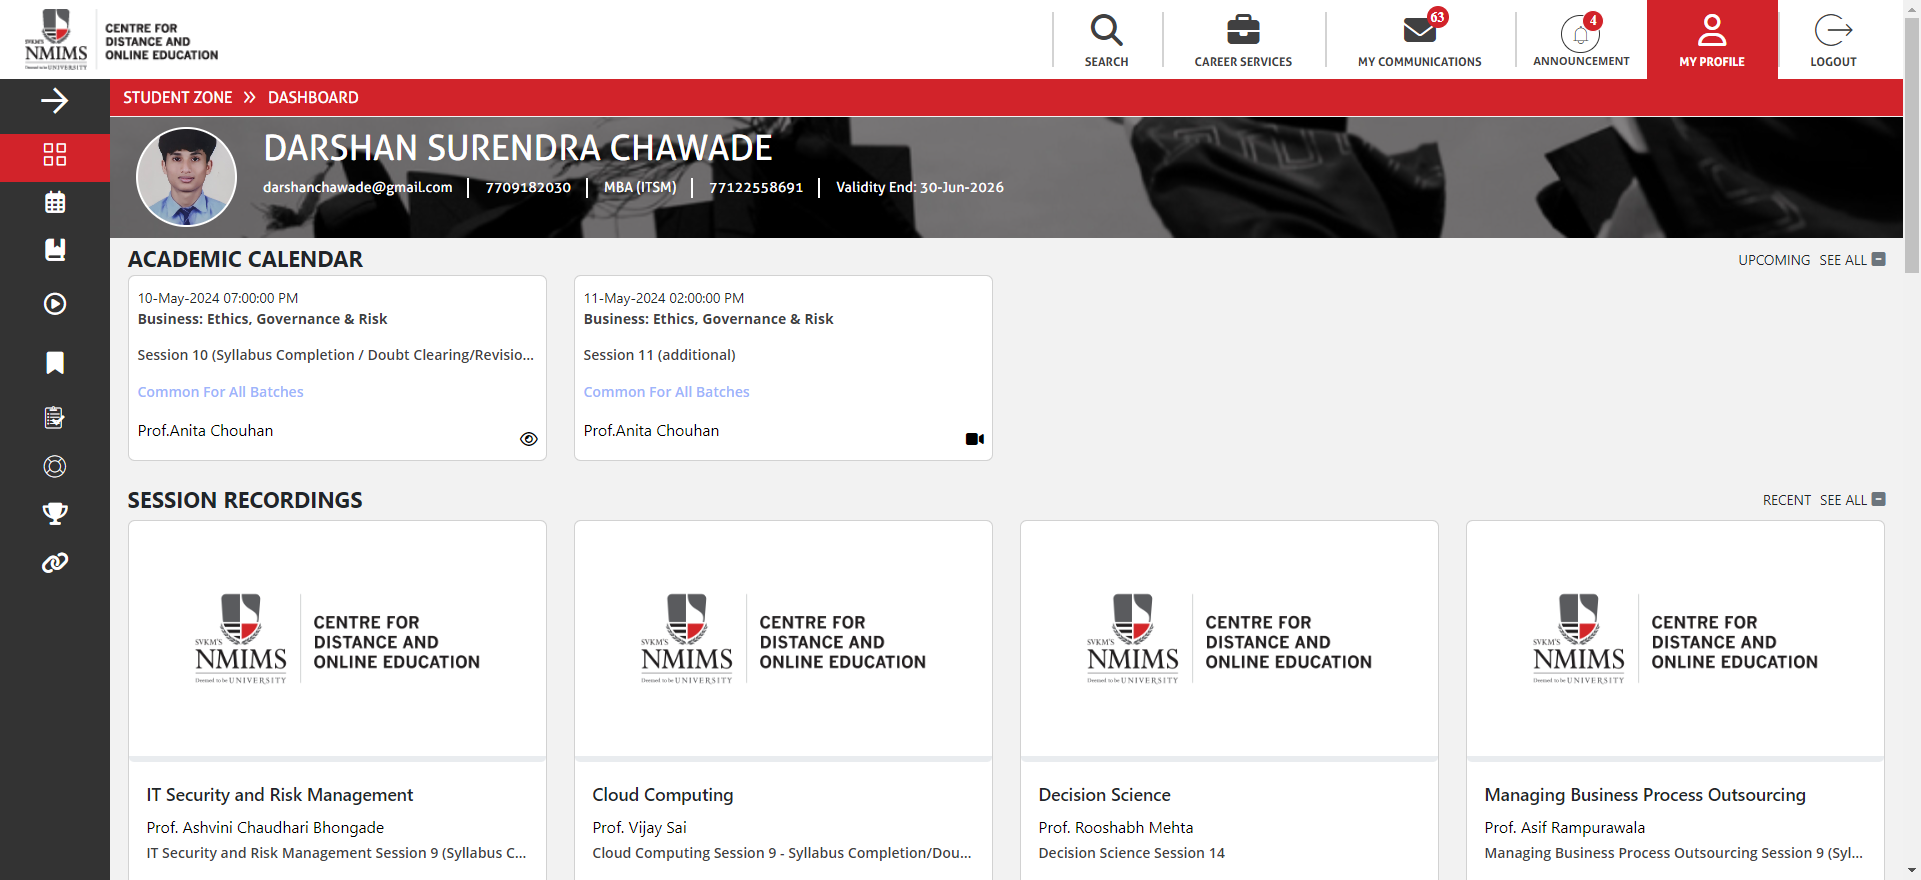 SVKM'S
NMIMS
Deemed to be UNIVERSITY
CENTRE FOR
DISTANCE AND
ONLINE EDUCATION
SEARCH
CAREER SERVICES
63
MY COMMUNICATIONS
4
ANNOUNCEMENT
MY PROFILE
LOGOUT
STUDENT ZONE » DASHBOARD
DARSHAN SURENDRA CHAWADE
darshanchawade@gmail.com | 7709182030 | MBA (ITSM) | 77122558691 | Validity End: 30-Jun-2026
ACADEMIC CALENDAR
UPCOMING SEE ALL
10-May-2024 07:00:00 PM
Business: Ethics, Governance & Risk
Session 10 (Syllabus Completion / Doubt Clearing/Revisio...
Common For All Batches
Prof.Anita Chouhan
11-May-2024 02:00:00 PM
Business: Ethics, Governance & Risk
Session 11 (additional)
Common For All Batches
Prof.Anita Chouhan
SESSION RECORDINGS
RECENT SEE ALL
SVKM'S
NMIMS
Deemed to be UNIVERSITY
CENTRE FOR
DISTANCE AND
ONLINE EDUCATION
IT Security and Risk Management
Prof. Ashvini Chaudhari Bhongade
IT Security and Risk Management Session 9 (Syllabus C...
SVKM'S
NMIMS
Deemed to be UNIVERSITY
CENTRE FOR
DISTANCE AND
ONLINE EDUCATION
Cloud Computing
Prof. Vijay Sai
Cloud Computing Session 9 - Syllabus Completion/Dou...
SVKM'S
NMIMS
Deemed to be UNIVERSITY
CENTRE FOR
DISTANCE AND
ONLINE EDUCATION
Decision Science
Prof. Rooshabh Mehta
Decision Science Session 14
SVKM'S
NMIMS
Deemed to be UNIVERSITY
CENTRE FOR
DISTANCE AND
ONLINE EDUCATION
Managing Business Process Outsourcing
Prof. Asif Rampurawala
Managing Business Process Outsourcing Session 9 (Syl...